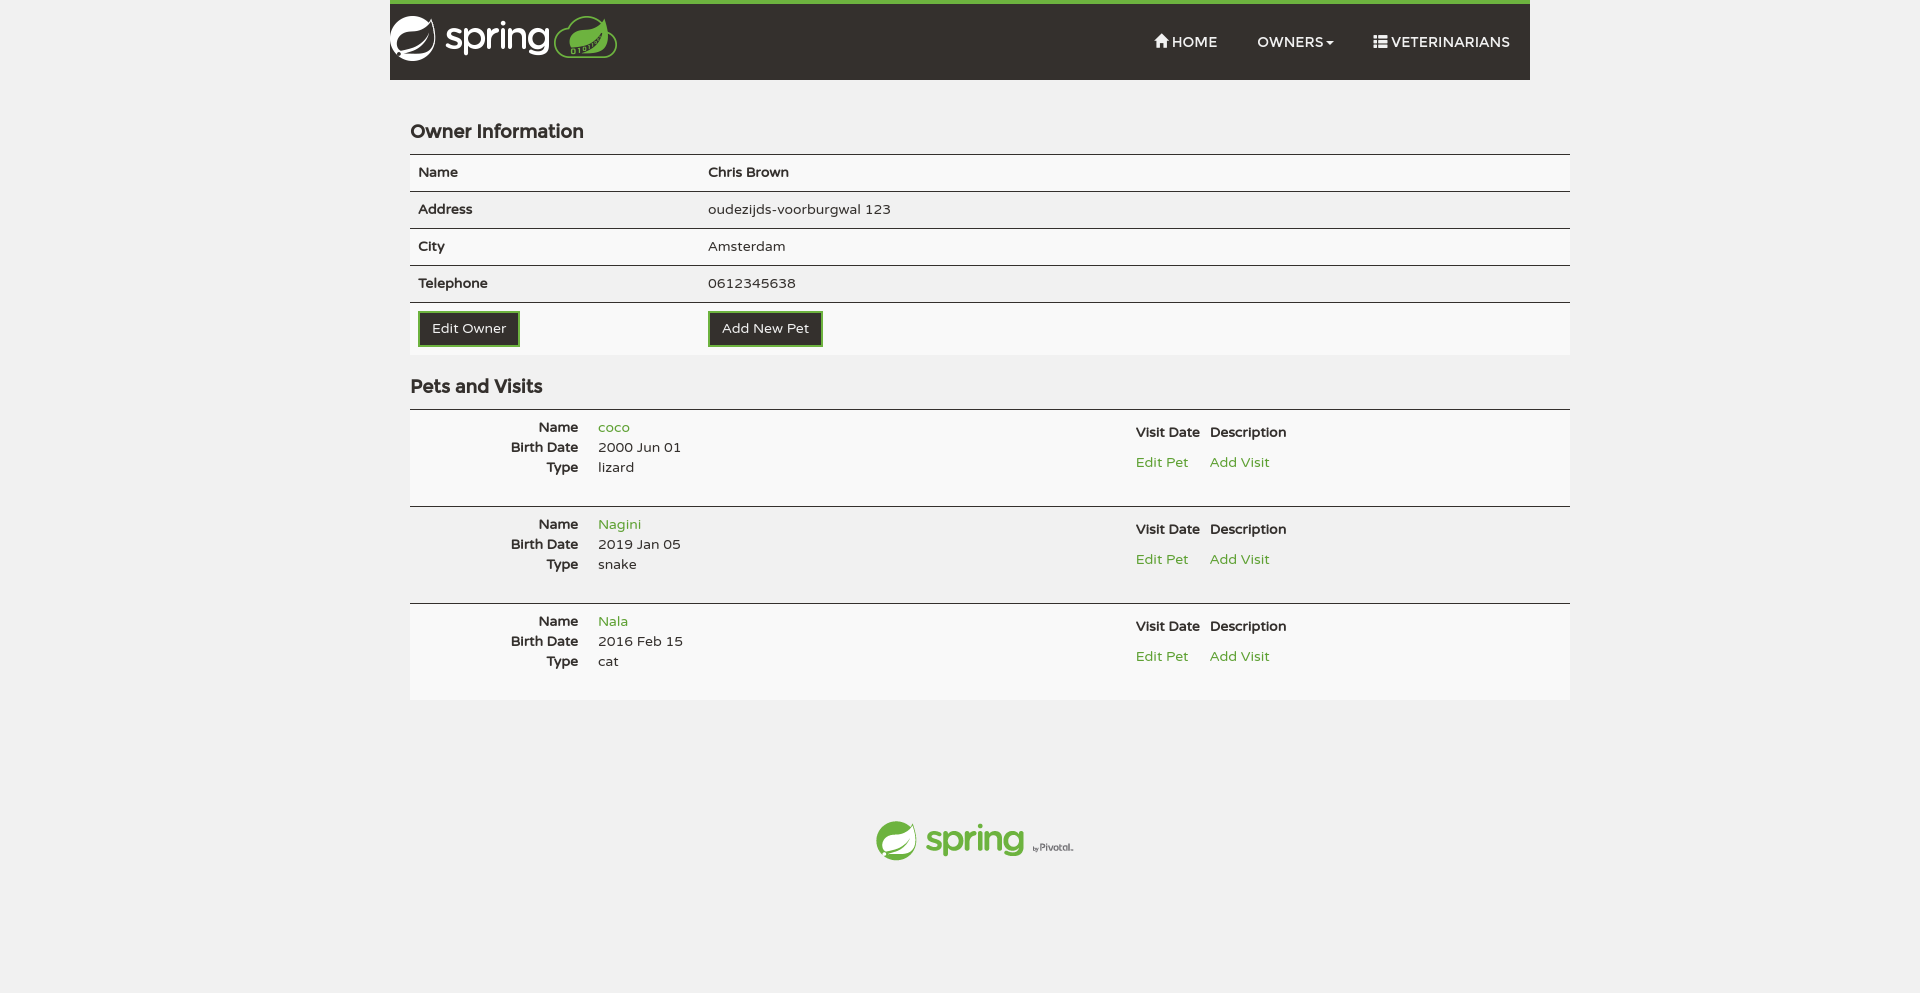 spring
HOME OWNERS VETERINARIANS
Owner Information
Name Chris Brown
Address oudezijds-voorburgwal 123
City Amsterdam
Telephone 0612345638
Edit Owner Add New Pet
Pets and Visits
Name coco
Birth Date 2000 Jun 01
Type lizard
Visit Date Description
Edit Pet Add Visit
Name Nagini
Birth Date 2019 Jan 05
Type snake
Visit Date Description
Edit Pet Add Visit
Name Nala
Birth Date 2016 Feb 15
Type cat
Visit Date Description
Edit Pet Add Visit
spring by Pivotal.